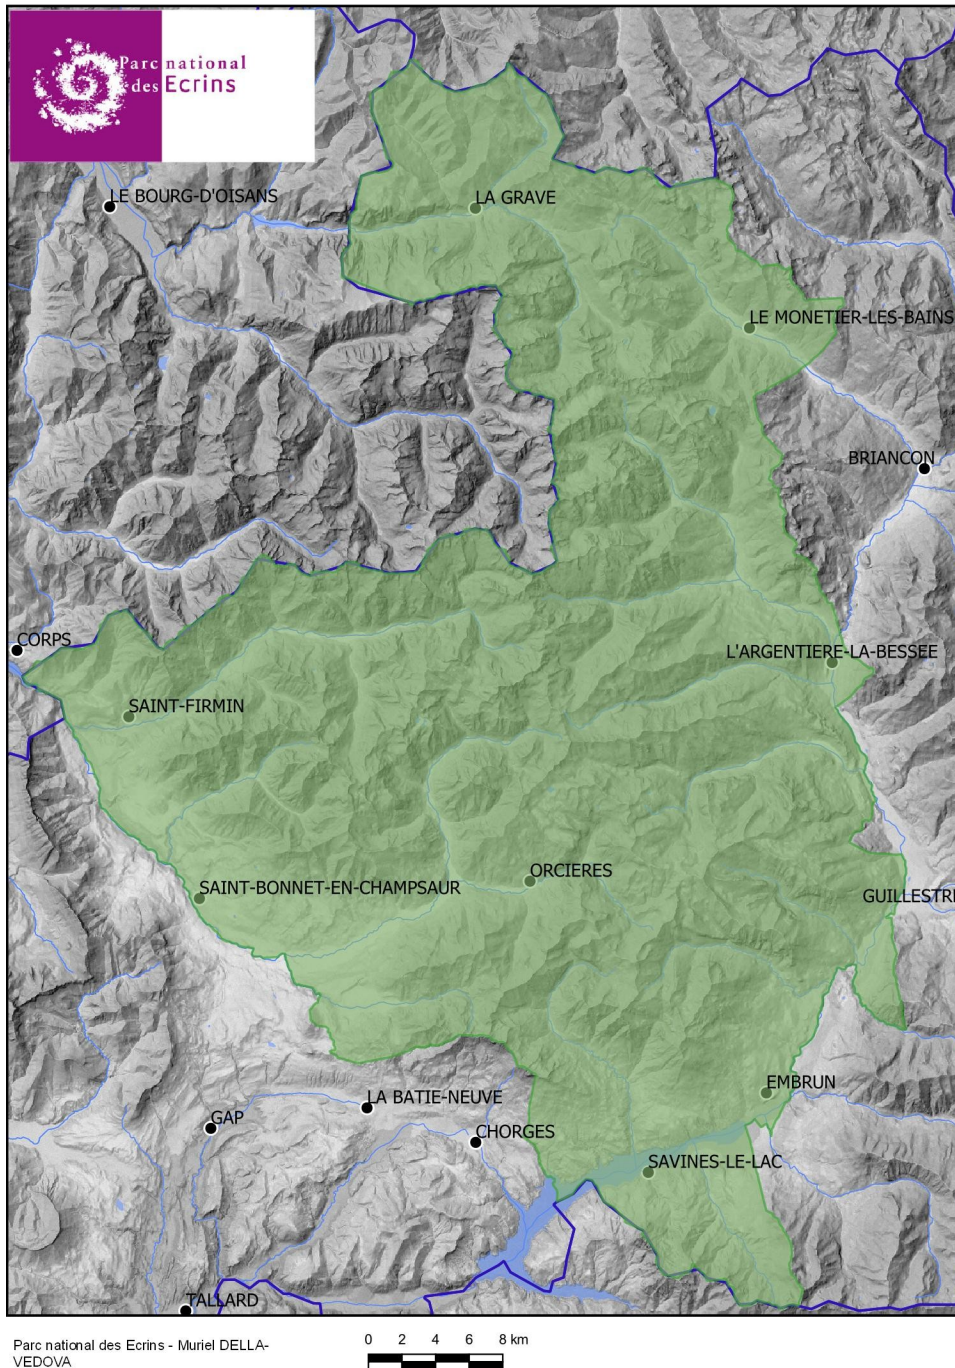 Parc national
des Ecrins
LE BOURG-D'OISANS
LA GRAVE
LE MONETIER-LES-BAINS
BRIANCON
CORPS
L'ARGENTIERE-LA-BESSEE
SAINT-FIRMIN
ORCIERES
SAINT-BONNET-EN-CHAMPSAUR
GUILLESTRE
EMBRUN
LA BATIE-NEUVE
GAP
CHORGES
SAVINES-LE-LAC
TALLARD
Parc national des Ecrins - Muriel DELLA-
VEDOVA
0 2 4 6 8 km